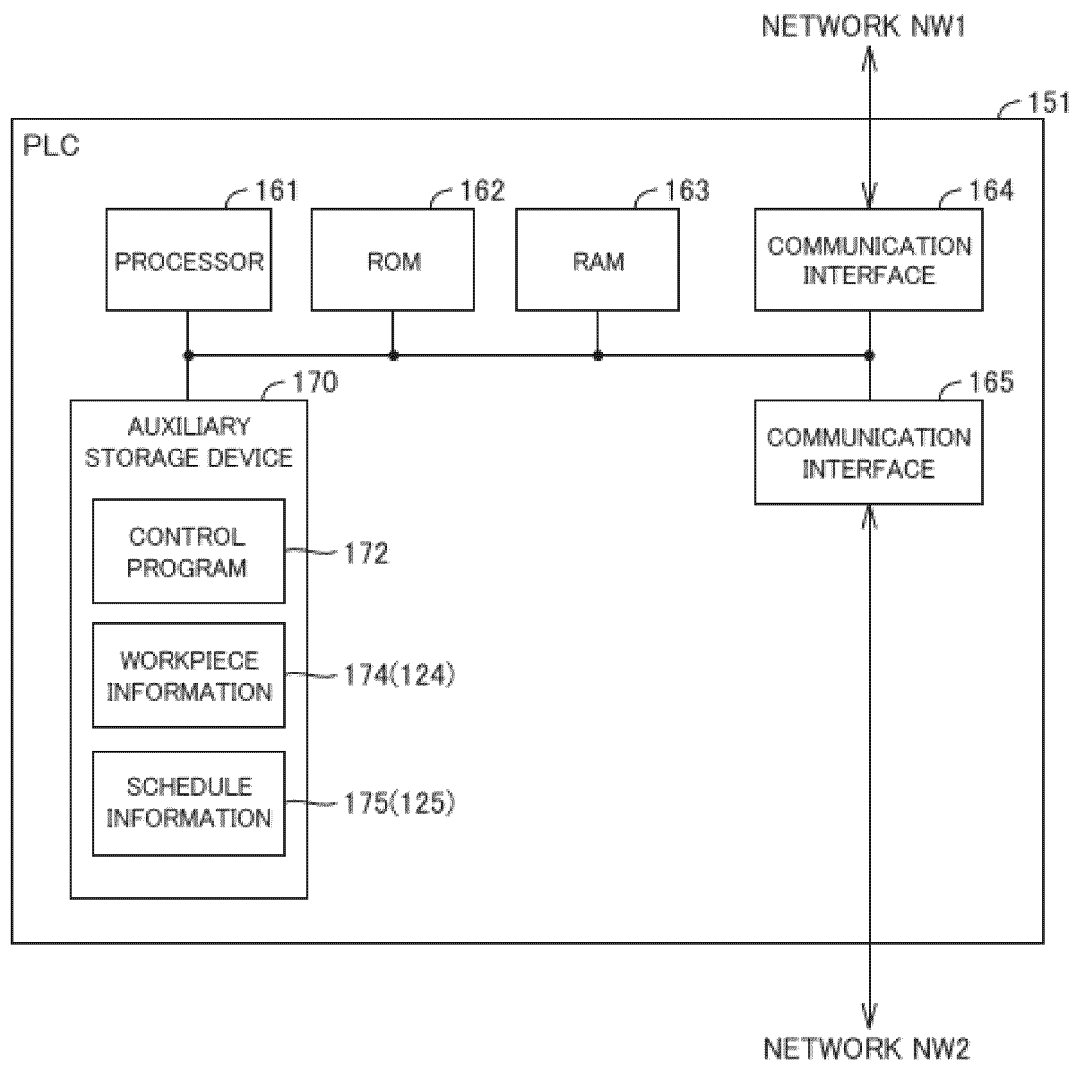 NETWORK NW1
151
PLC
161
162
163
164
PROCESSOR
ROM
RAM
COMMUNICATION
INTERFACE
170
165
AUXILIARY
STORAGE DEVICE
COMMUNICATION
INTERFACE
CONTROL
PROGRAM
172
WORKPIECE
INFORMATION
174(124)
SCHEDULE
INFORMATION
175(125)
NETWORK NW2